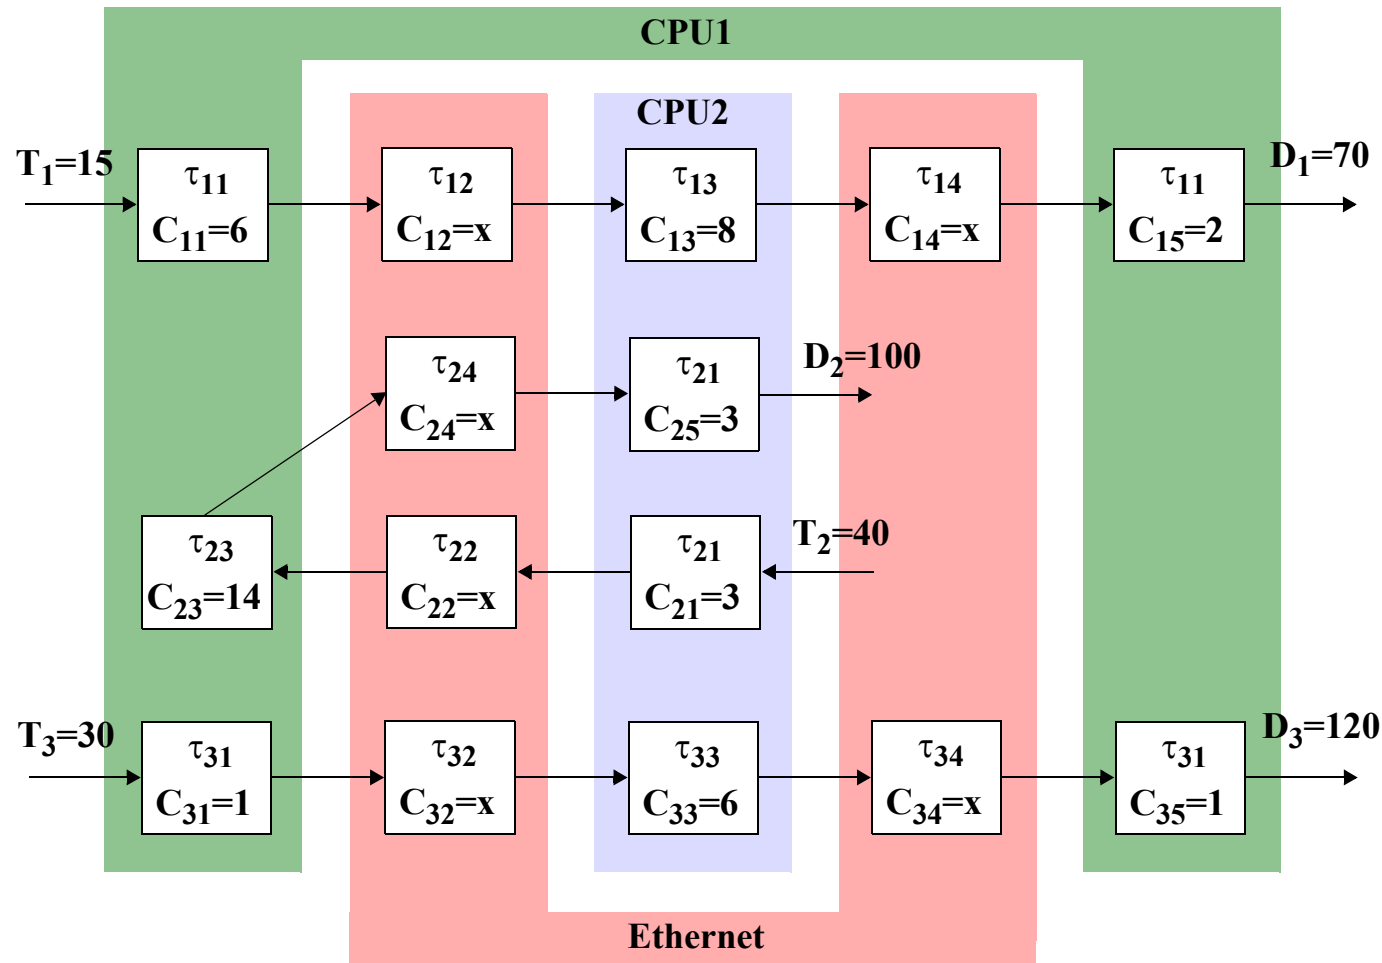 CPU1
CPU2
T1=15
τ11
C11=6
τ12
C12=x
τ13
C13=8
τ14
C14=x
τ11
C15=2
D1=70
τ24
C24=x
τ21
C25=3
D2=100
τ23
C23=14
τ22
C22=x
τ21
C21=3
T2=40
T3=30
τ31
C31=1
τ32
C32=x
τ33
C33=6
τ34
C34=x
τ31
C35=1
D3=120
Ethernet